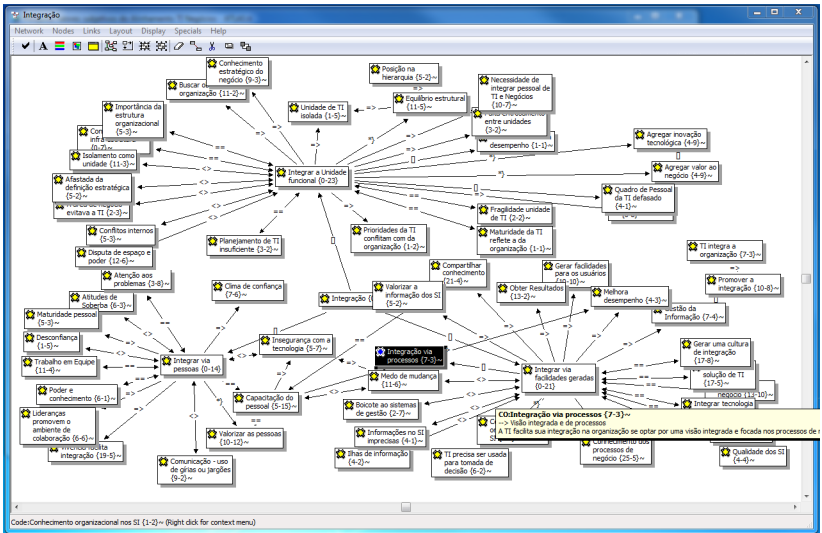 Integração
Network Nodes Links Layout Display Specials Help
Conhecimento
estratégico do
negócio {9-3}~
Buscar
organização {11-2}~
Posição na
hierarquia {5-2}~
Necessidade de
integrar pessoal de
TI e Negócios
{10-7}~
Equilíbrio estrutural
{11-5}~
Unidade de TI
isolada {1-5}~
Importância da
estrutura
organizacional
{5-3}~
entre unidades
{3-2}~
desempenho {1-1}~
Agregar inovação
tecnológica {4-9}~
{0-7}~
Isolamento como
unidade {11-3}~
Agregar valor ao
negócio {4-9}~
Integrar a Unidade
funcional {0-23}~
Afastada da
definição estratégica
{5-2}~
evitava a TI {2-3}~
Quadro de Pessoal
da TI defasado
{4-1}~
Fragilidade unidade
de TI {2-2}~
Conflitos internos
{5-3}~
Planejamento de TI
insuficiente {3-2}~
Prioridades da TI
conflitam com da
organização {1-2}~
Maturidade da TI
reflete a da
organização {1-1}~
Disputa de espaço e
poder {12-6}~
TI integra a
organização {7-3}~
Atenção aos
problemas {3-8}~
Clima de confiança
{7-6}~
Compartilhar
conhecimento
{21-4}~
Gerar facilidades
para os usuários
{10-10}~
Promover a
integração {10-8}~
Valorizar a
informação dos SI
{5-2}~
Obter Resultados
{13-2}~
Melhora
desempenho {4-3}~
Integração
Atitudes de
Soberba {6-3}~
Maturidade pessoal
{5-3}~
Gestão da
Informação {7-4}~
Desconfiança
{1-5}~
Insegurança com a
tecnologia {5-7}~
Gerar uma cultura
de integração
{17-8}~
Integração via
processos {7-3}~
Trabalho em Equipe
{11-4}~
Integrar via
pessoas {0-14}~
Integrar via
facilidades geradas
{0-21}~
Medo de mudança
{11-6}~
solução de TI
{17-5}~
Poder e
conhecimento {6-1}~
Capacitação do
pessoal {5-15}~
negócio {13-10}~
Boicote ao sistemas
de gestão {2-7}~
Integrar tecnologia
Lideranças
promovem o
ambiente de
colaboração {6-6}~
CO:Integração via processos {7-3}~
--> Visão integrada e de processos
A TI facilita sua integração na organização se optar por uma visão integrada e focada nos processos de
Valorizar as pessoas
{10-12}~
Informações no SI
imprecisas {4-1}~
integração {19-5}~
Ilhas de informação
{4-2}~
TI precisa ser usada
para tomada de
decisão {6-2}~
processos de
negócio {25-5}~
Qualidade dos SI
{4-4}~
Comunicação - uso
de gírias ou Jargões
{9-2}~
Code:Conhecimento organizacional nos SI {1-2}~ (Right click for context menu)